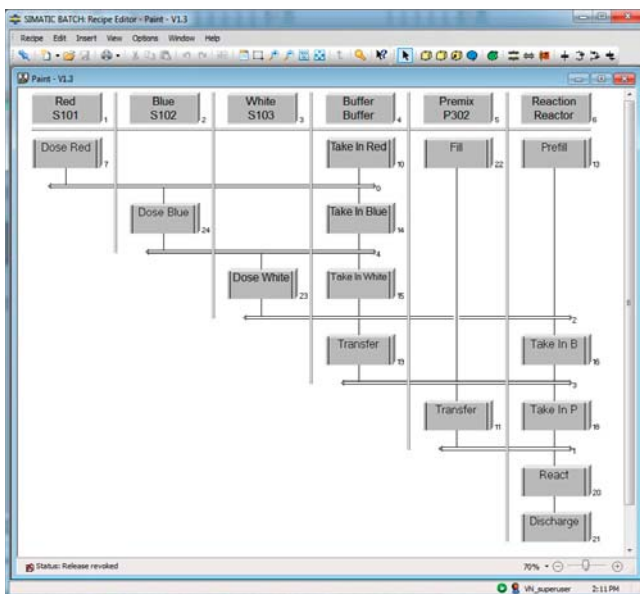 SIMATIC BATCH: Recipe Editor - Paint - V1.3
Recipe Edit Insert View Options Window Help
Paint - V1.3
Red
S101
1
Blue
S102
2
White
S103
3
Buffer
Buffer
4
Premix
P302
5
Reaction
Reactor
6
Dose Red
7
Take In Red
10
Fill
22
Prefill
13
0
Dose Blue
24
Take In Blue
14
4
Dose White
23
Take In White
15
2
Transfer
13
Take In B
16
3
Transfer
11
Take In P
18
1
React
20
Discharge
21
Status: Release revoked
70%
VN_superuser 2:11 PM